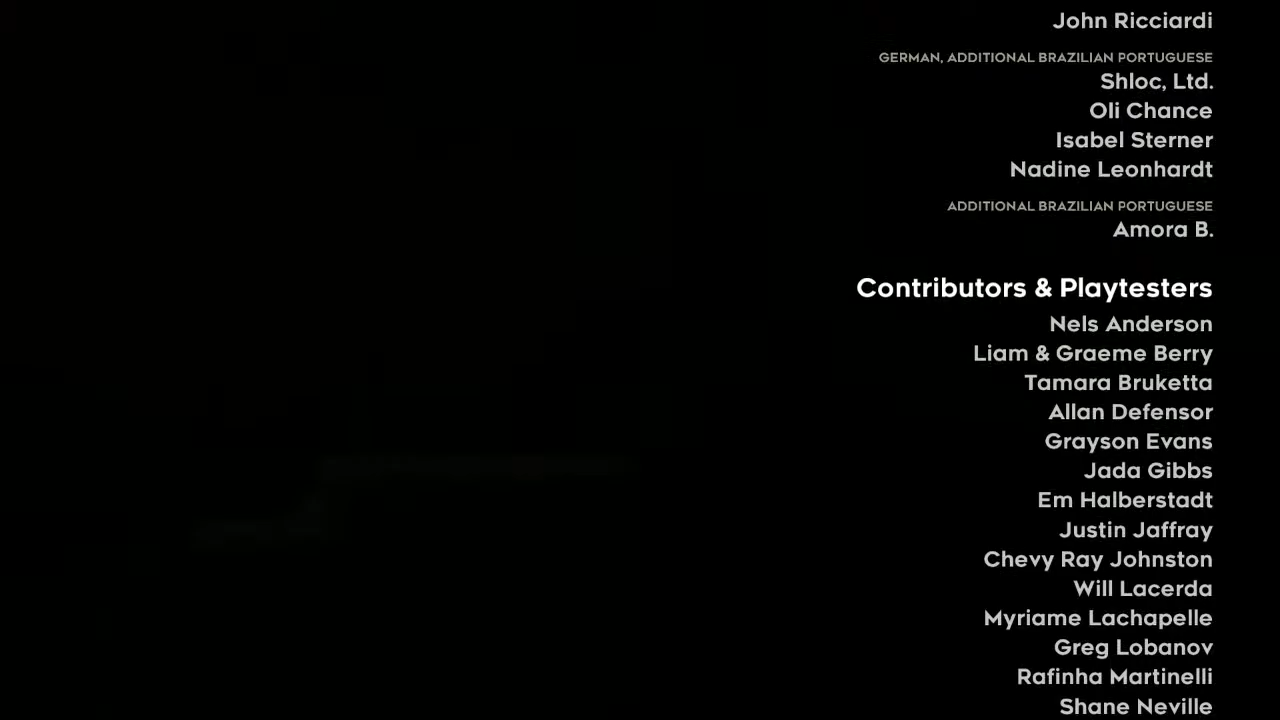 John Ricciardi
GERMAN, ADDITIONAL BRAZILIAN PORTUGUESE
Shloc, Ltd.
Oli Chance
Isabel Sterner
Nadine Leonhardt
ADDITIONAL BRAZILIAN PORTUGUESE
Amora B.
Contributors & Playtesters
Nels Anderson
Liam & Graeme Berry
Tamara Bruketta
Allan Defensor
Grayson Evans
Jada Gibbs
Em Halberstadt
Justin Jaffray
Chevy Ray Johnston
Will Lacerda
Myriame Lachapelle
Greg Lobanov
Rafinha Martinelli
Shane Neville